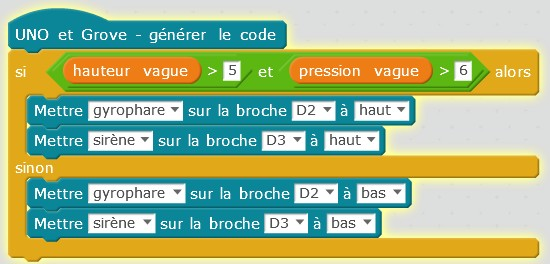 UNO et Grove - générer le code
si hauteur vague > 5 et pression vague > 6 alors
Mettre gyrophare sur la broche D2 à haut
Mettre sirène sur la broche D3 à haut
sinon
Mettre gyrophare sur la broche D2 à bas
Mettre sirène sur la broche D3 à bas